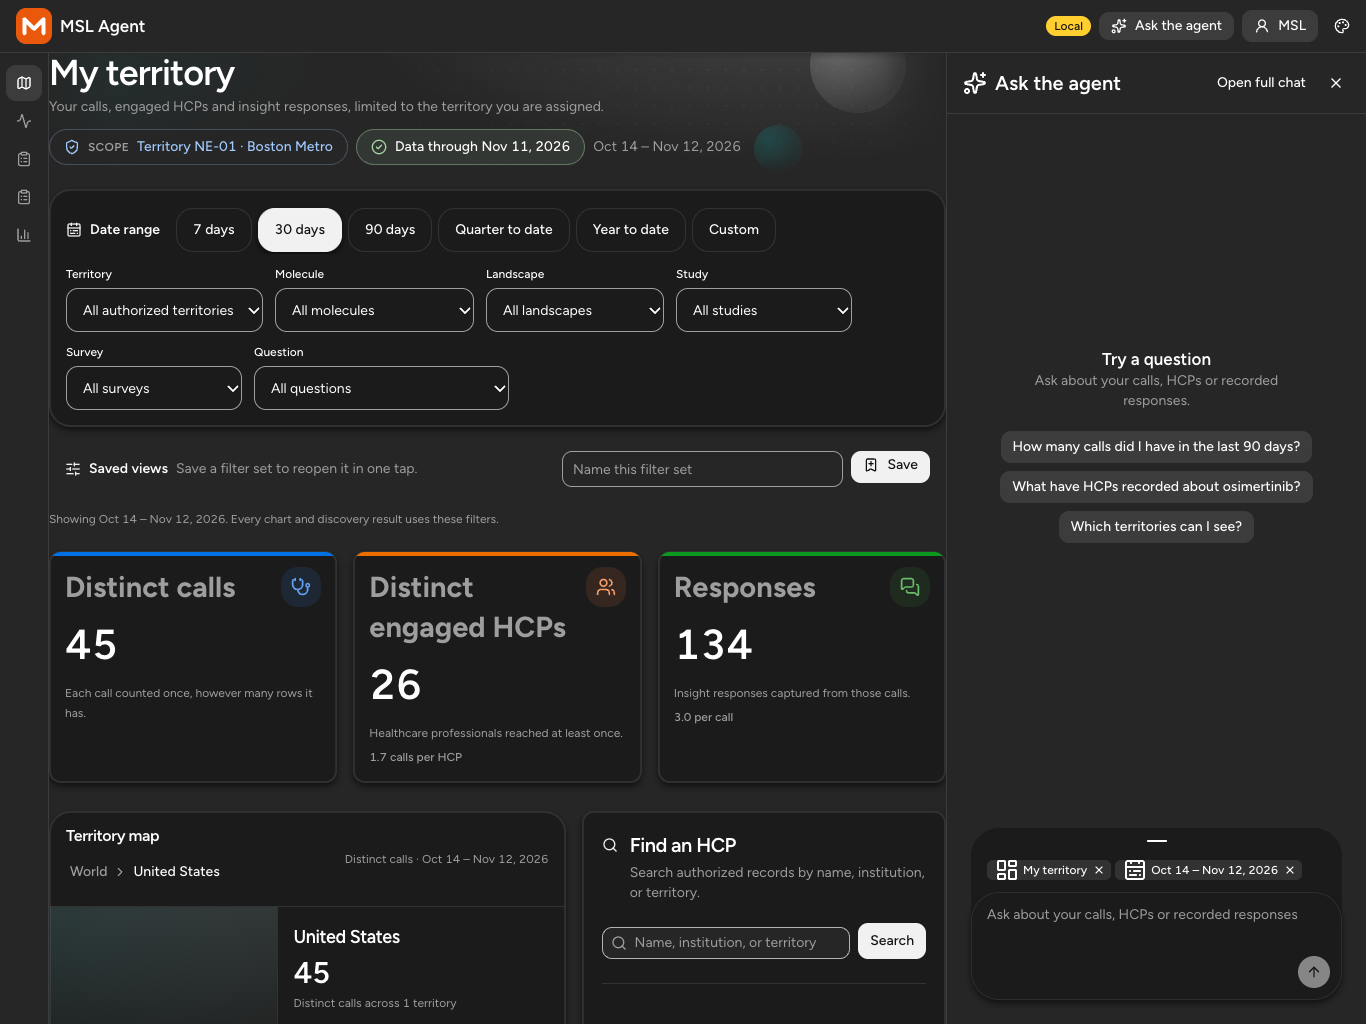 MSL Agent
Local
Ask the agent
MSL
My territory
Your calls, engaged HCPs and insight responses, limited to the territory you are assigned.
SCOPE Territory NE-01 · Boston Metro
Data through Nov 11, 2026
Oct 14 – Nov 12, 2026
Date range
7 days
30 days
90 days
Quarter to date
Year to date
Custom
Territory
Molecule
Landscape
Study
All authorized territories
All molecules
All landscapes
All studies
Survey
Question
All surveys
All questions
Saved views Save a filter set to reopen it in one tap.
Name this filter set
Save
Showing Oct 14 – Nov 12, 2026. Every chart and discovery result uses these filters.
Distinct calls
45
Each call counted once, however many rows it
has.
Distinct
engaged HCPs
26
Healthcare professionals reached at least once.
1.7 calls per HCP
Responses
134
Insight responses captured from those calls.
3.0 per call
Territory map
World > United States
Distinct calls · Oct 14 – Nov 12, 2026
United States
45
Distinct calls across 1 territory
Find an HCP
Search authorized records by name, institution,
or territory.
Name, institution, or territory
Search
Ask the agent
Open full chat
Try a question
Ask about your calls, HCPs or recorded
responses.
How many calls did I have in the last 90 days?
What have HCPs recorded about osimertinib?
Which territories can I see?
My territory
Oct 14 – Nov 12, 2026
Ask about your calls, HCPs or recorded responses